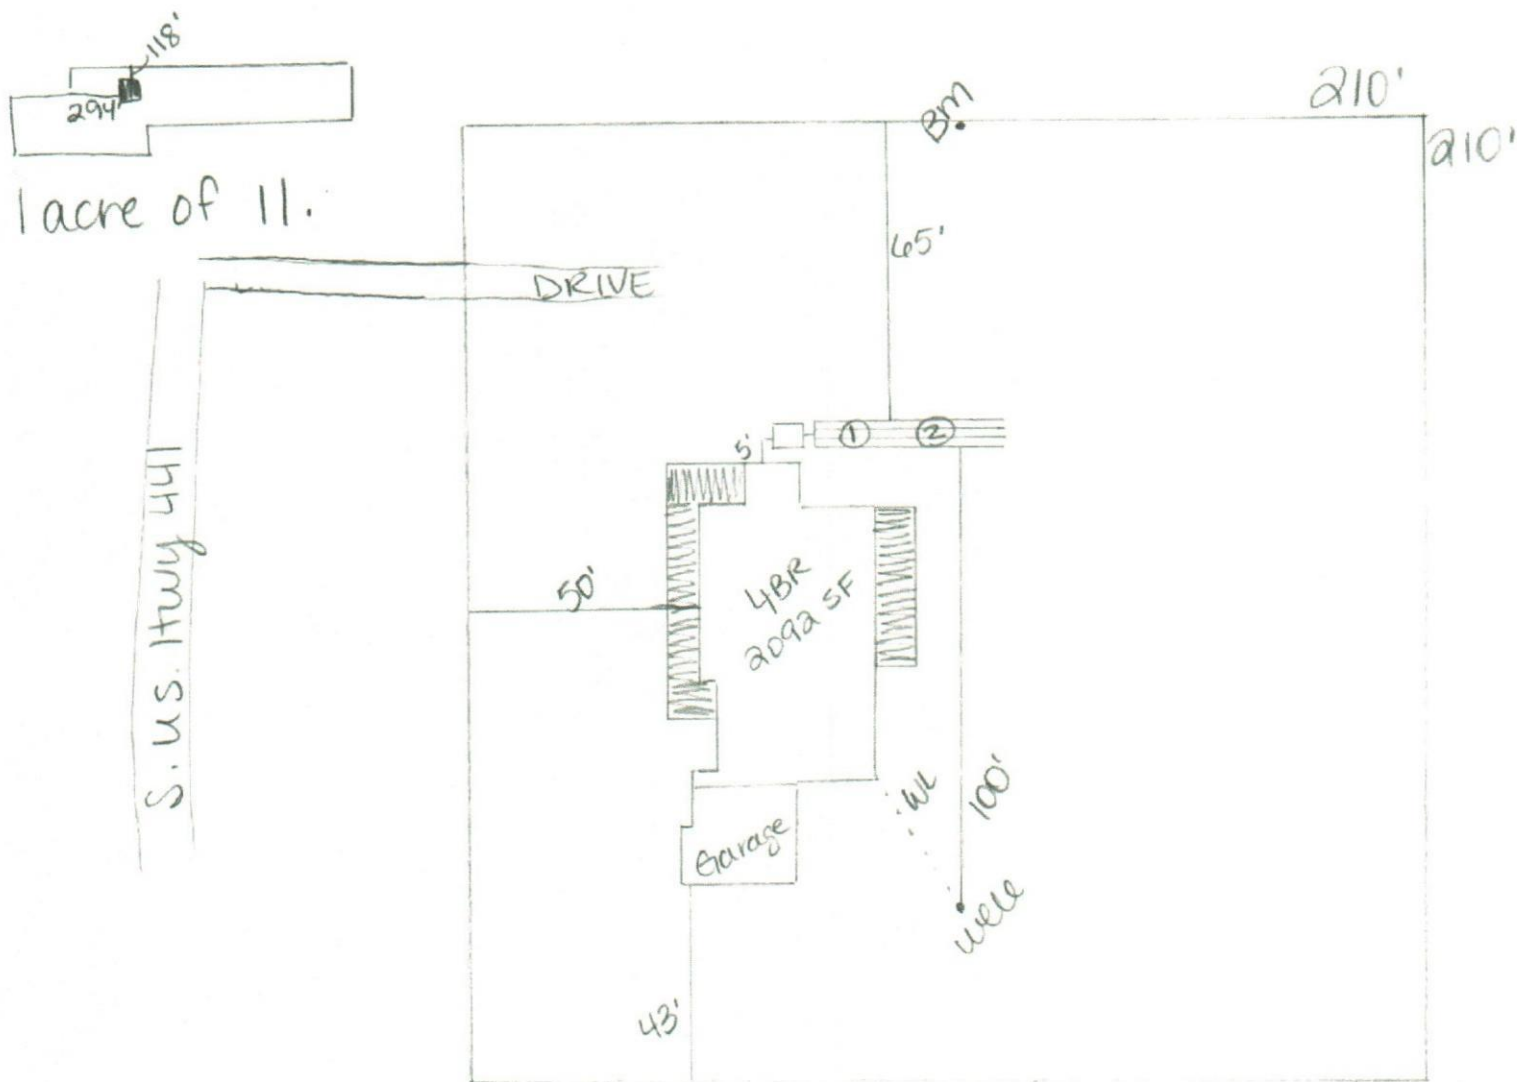 118'
294'
1 acre of 11.
210'
210'
BM
65'
DRIVE
S. US. Hwy 441
5'
1
2
50'
4BR
2092 SF
WL
100'
Garage
well
43'